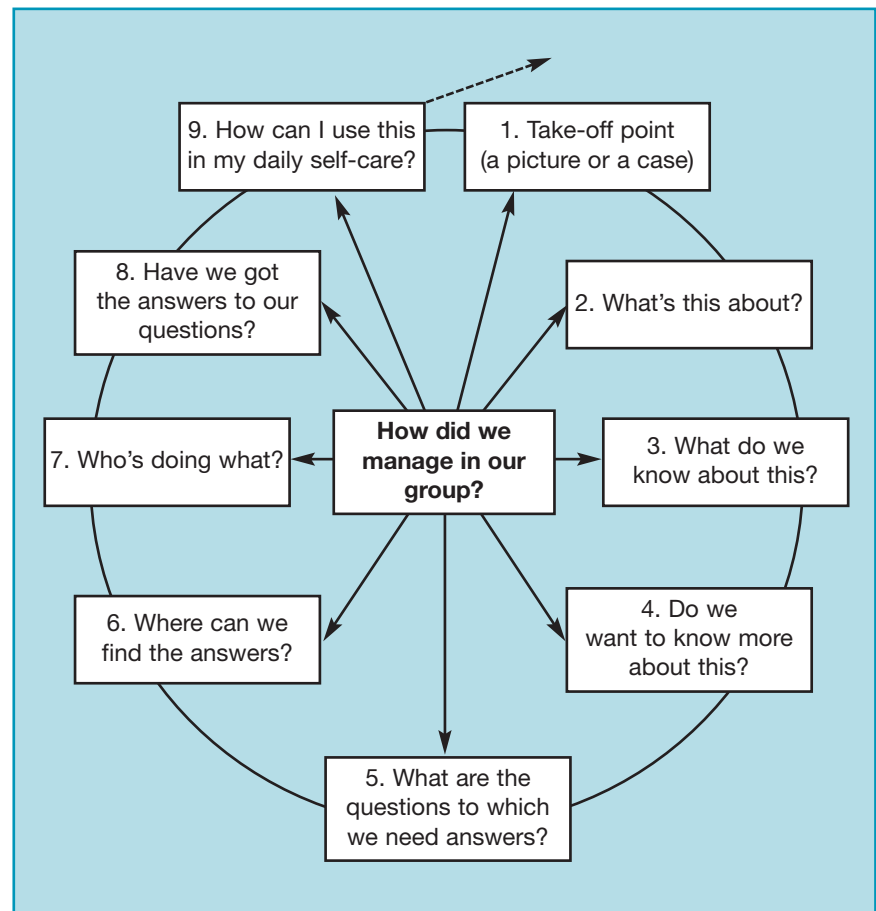 1. Take-off point
(a picture or a case)
2. What's this about?
3. What do we
know about this?
4. Do we
want to know more
about this?
5. What are the
questions to which
we need answers?
6. Where can we
find the answers?
7. Who's doing what?
8. Have we got
the answers to our
questions?
9. How can I use this
in my daily self-care?
How did we
manage in our
group?